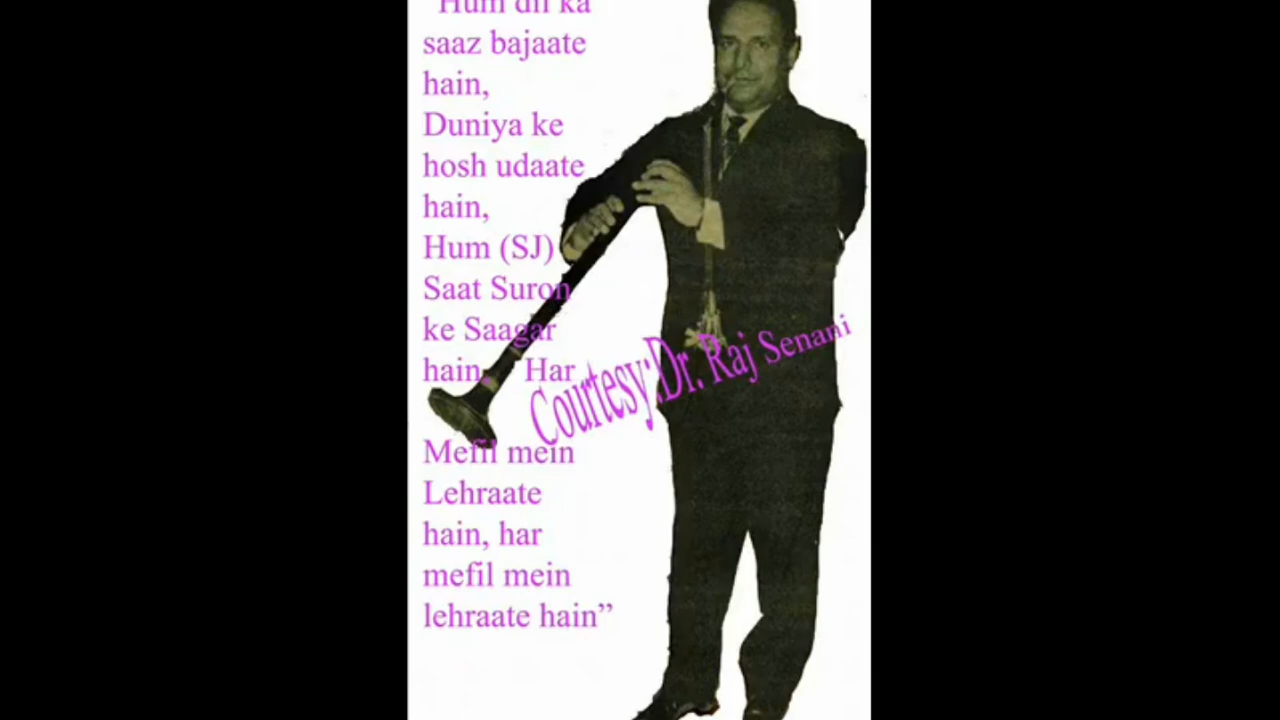 “Hum dil ka
saaz bajaate
hain,
Duniya ke
hosh udaate
hain,
Hum (SJ)
Saat Suron
ke Saagar
hain, Har
Mefil mein
Lehraate
hain, har
mefil mein
lehraate hain”
Courtesy:Dr. Raj Senani